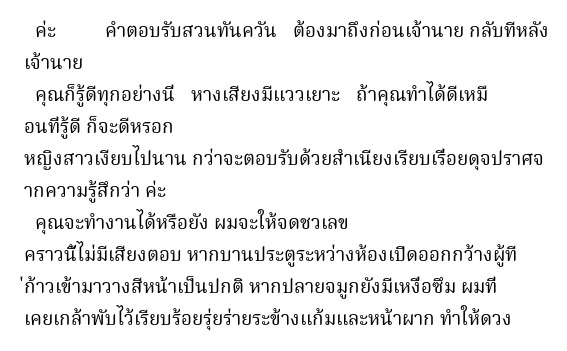 ค่ะ คำตอบรับสวนทันควัน ต้องมาถึงก่อนเจ้านาย กลับทีหลัง
เจ้านาย
คุณก็รู้ดีทุกอย่างนี่ หางเสียงมีแววเยาะ ถ้าคุณทำได้ดีเหมื
อนที่รู้ดี ก็จะดีหรอก
หญิงสาวเงียบไปนาน กว่าจะตอบรับด้วยสำเนียงเรียบเรื่อยดุจปราศจ
ากความรู้สึกว่า ค่ะ
คุณจะทำงานได้หรือยัง ผมจะให้จดชวเลข
คราวนี้ไม่มีเสียงตอบ หากบานประตูระหว่างห้องเปิดออกกว้างผู้ที
่ก้าวเข้ามาวางสีหน้าเป็นปกติ หากปลายจมูกยังมีเหงื่อซึม ผมที่
เคยเกล้าพับไว้เรียบร้อยรุ่ยร่ายระข้างแก้มและหน้าผาก ทำให้ดวง